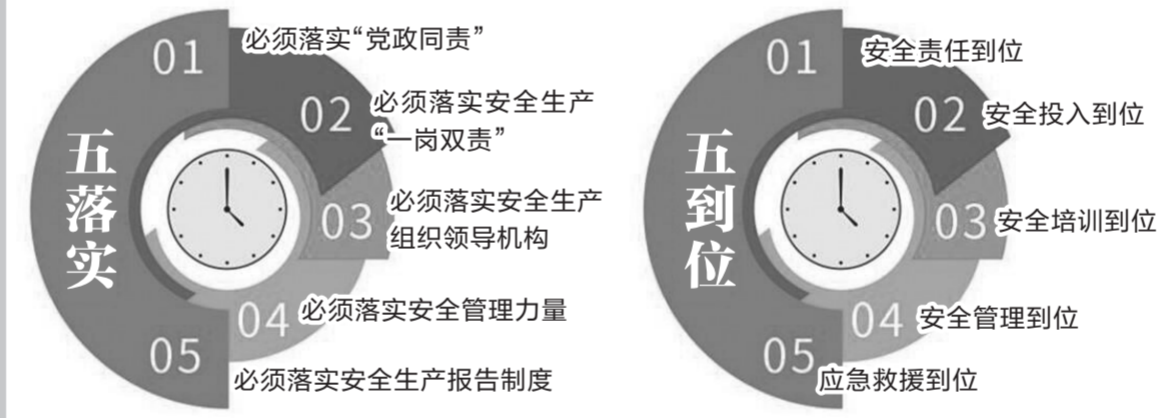 五落实
01
必须落实“党政同责”
02
必须落实安全生产
“一岗双责”
03
必须落实安全生产
组织领导机构
04
必须落实安全管理力量
05
必须落实安全生产报告制度
五到位
01
安全责任到位
02
安全投入到位
03
安全培训到位
04
安全管理到位
05
应急救援到位